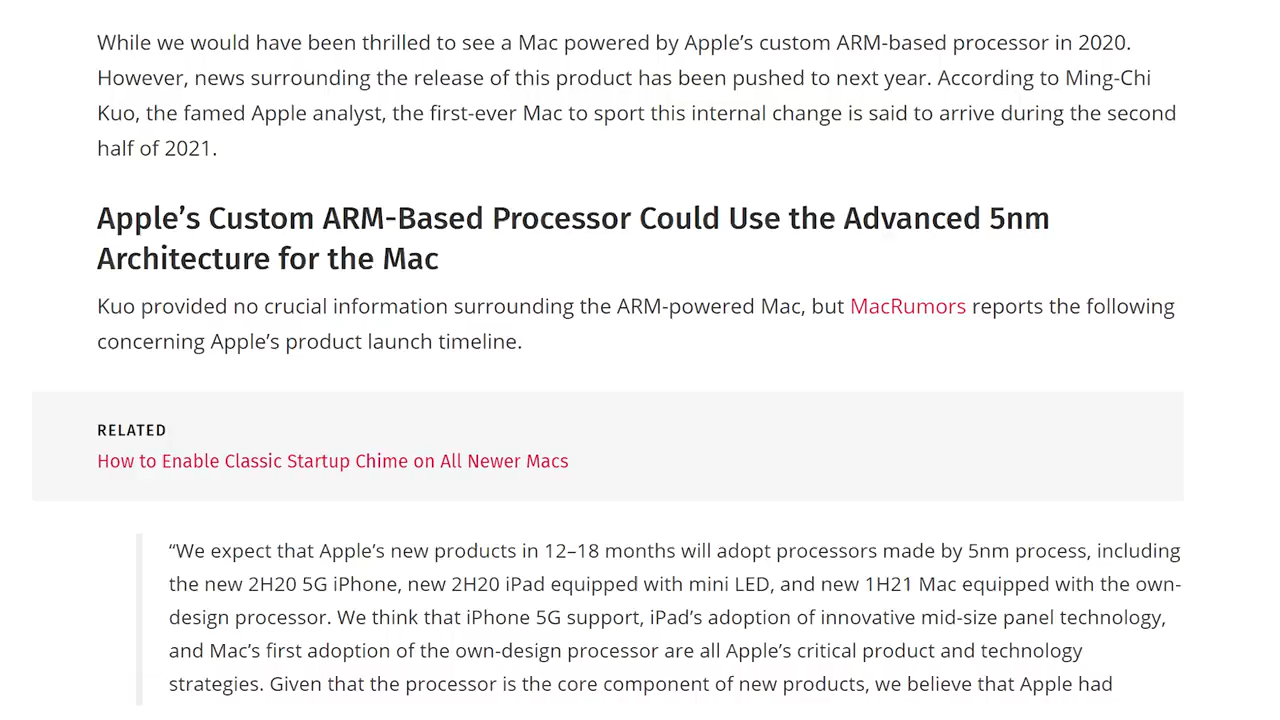 While we would have been thrilled to see a Mac powered by Apple’s custom ARM-based processor in 2020.
However, news surrounding the release of this product has been pushed to next year. According to Ming-Chi
Kuo, the famed Apple analyst, the first-ever Mac to sport this internal change is said to arrive during the second
half of 2021.
Apple’s Custom ARM-Based Processor Could Use the Advanced 5nm
Architecture for the Mac
Kuo provided no crucial information surrounding the ARM-powered Mac, but MacRumors reports the following
concerning Apple’s product launch timeline.
RELATED
How to Enable Classic Startup Chime on All Newer Macs
“We expect that Apple’s new products in 12–18 months will adopt processors made by 5nm process, including
the new 2H20 5G iPhone, new 2H20 iPad equipped with mini LED, and new 1H21 Mac equipped with the own-
design processor. We think that iPhone 5G support, iPad’s adoption of innovative mid-size panel technology,
and Mac’s first adoption of the own-design processor are all Apple’s critical product and technology
strategies. Given that the processor is the core component of new products, we believe that Apple had